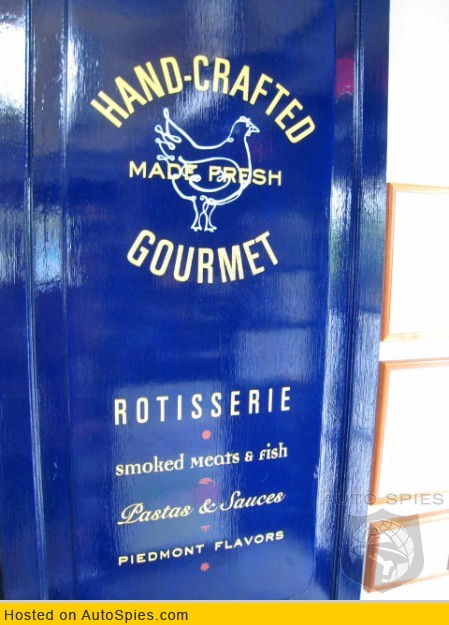 HAND-CRAFTED
MADE FRESH
GOURMET
ROTISSERIE
smoked meats & fish
Pastas & Sauces
PIEDMONT FLAVORS
AUTO SPIES
Hosted on AutoSpies.com